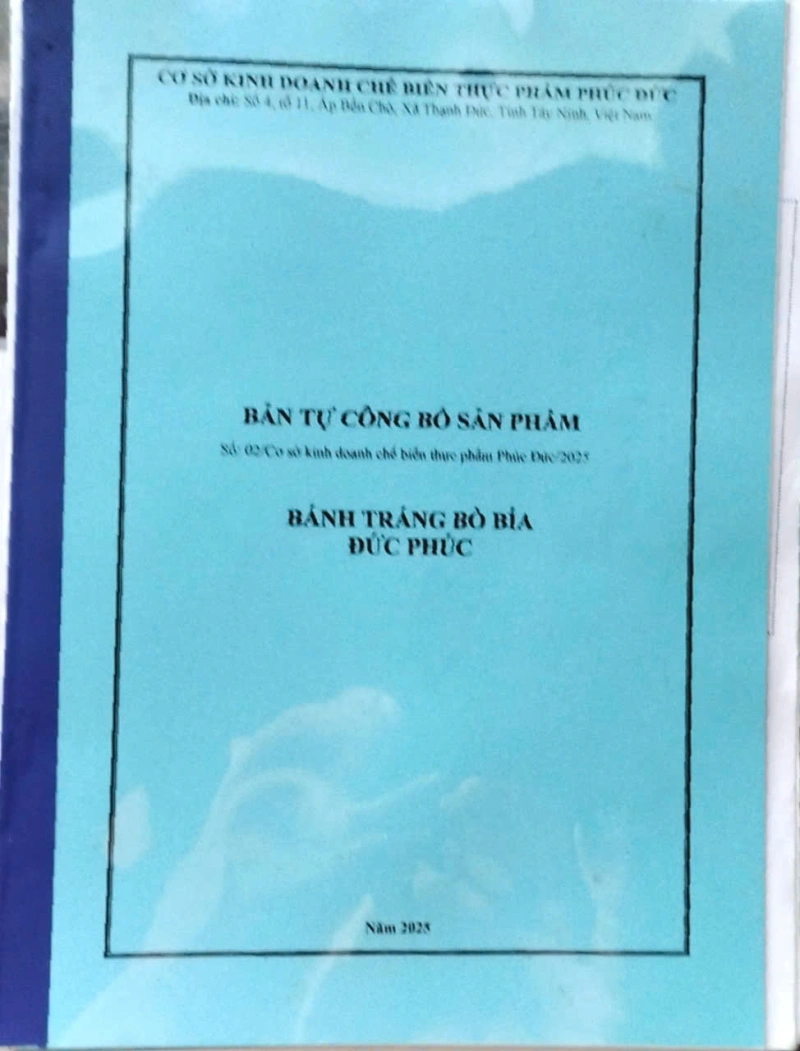 CƠ SỞ KINH DOANH CHẾ BIẾN THỰC PHẨM PHÚC ĐỨC
Địa chỉ: Số 4, tổ 11, Ấp Bến Chò, Xã Thạnh Đức, Tỉnh Tây Ninh, Việt Nam
BẢN TỰ CÔNG BỐ SẢN PHẨM
Số: 02/Cơ sở kinh doanh chế biến thực phẩm Phúc Đức/2025
BÁNH TRÁNG BÒ BÍA
ĐỨC PHÚC
Năm 2025